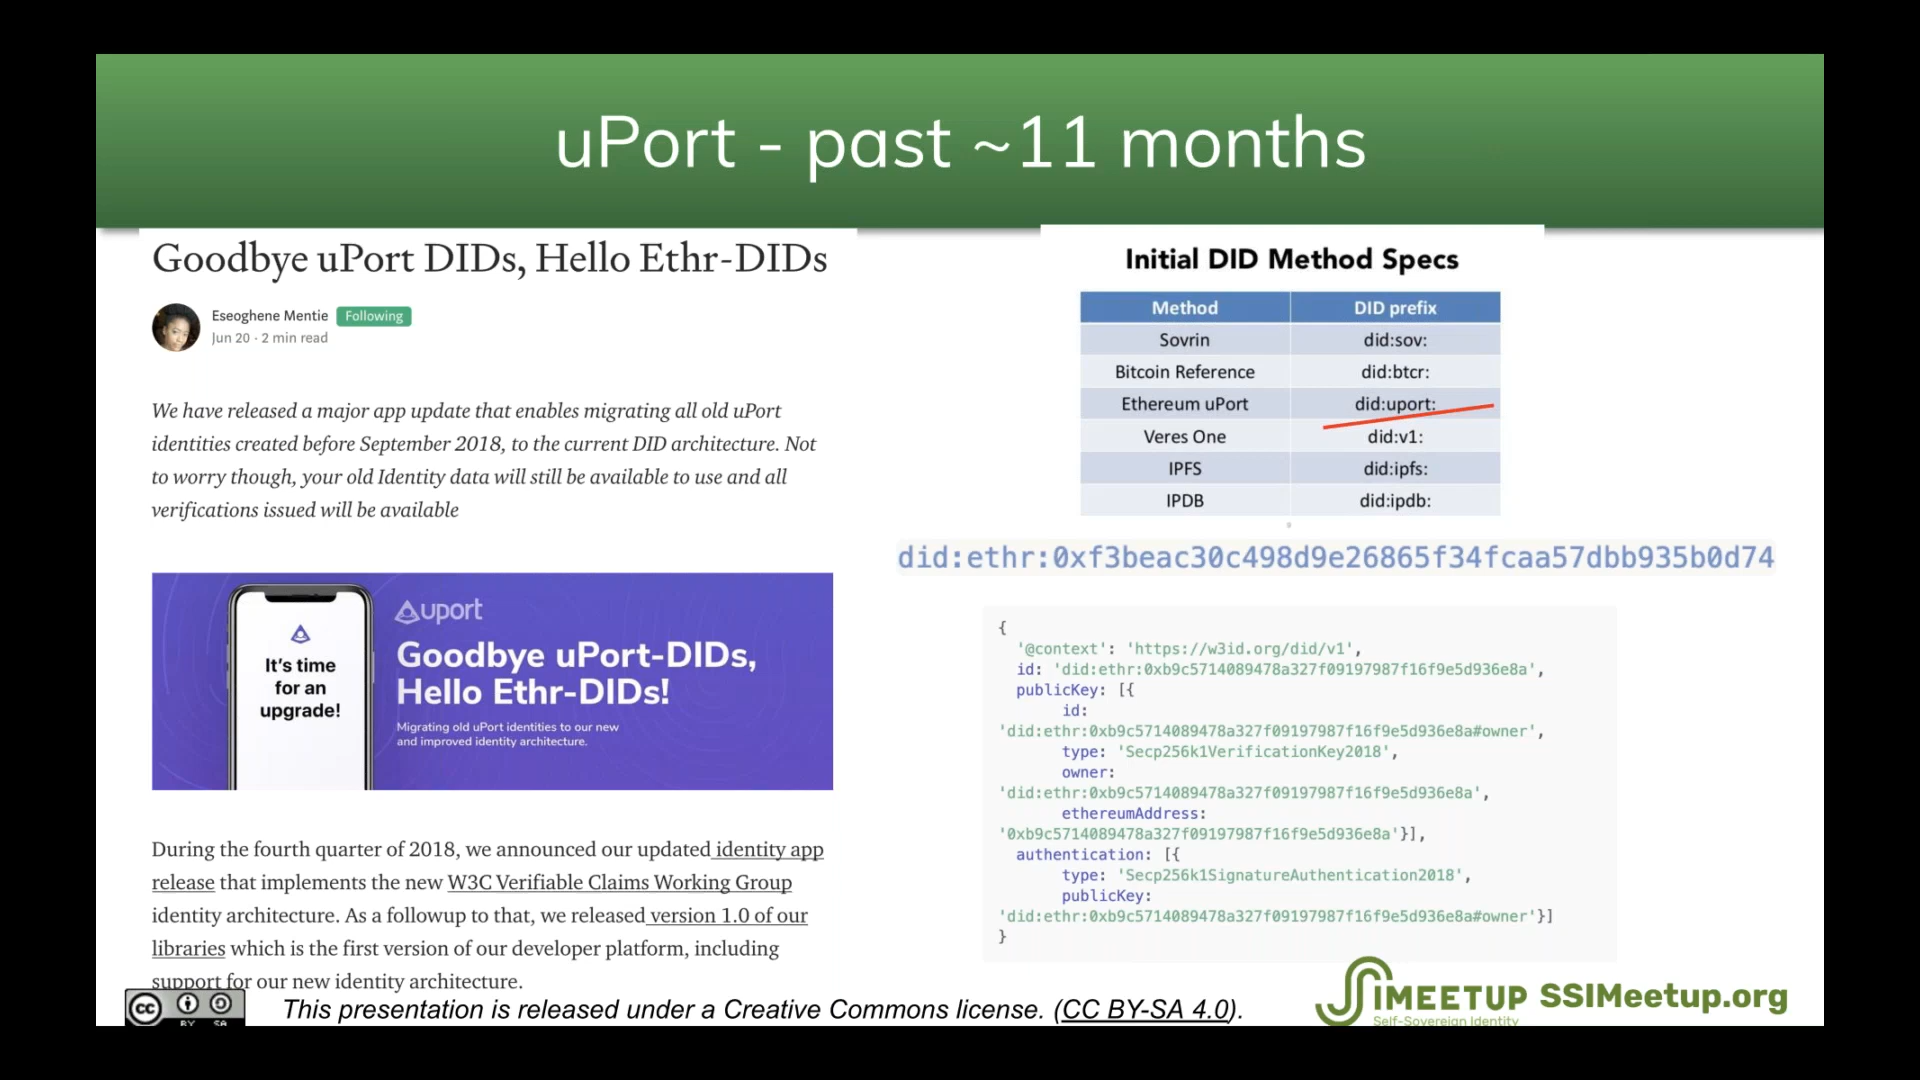 uPort - past ~11 months
Goodbye uPort DIDs, Hello Ethr-DIDs
Eseoghene Mentie Following
Jun 20 · 2 min read
We have released a major app update that enables migrating all old uPort
identities created before September 2018, to the current DID architecture. Not
to worry though, your old Identity data will still be available to use and all
verifications issued will be available
It's time
for an
upgrade!
uport
Goodbye uPort-DIDs,
Hello Ethr-DIDs!
Migrating old uPort identities to our new
and improved identity architecture.
During the fourth quarter of 2018, we announced our updated identity app
release that implements the new W3C Verifiable Claims Working Group
identity architecture. As a followup to that, we released version 1.0 of our
libraries which is the first version of our developer platform, including
support for our new identity architecture.
Initial DID Method Specs
Method DID prefix
Sovrin did:sov:
Bitcoin Reference did:btcr:
Ethereum uPort did:uport:
Veres One did:v1:
IPFS did:ipfs:
IPDB did:ipdb:
did:ethr:0xf3beac30c498d9e26865f34fcaa57dbb935b0d74
{
'@context': 'https://w3id.org/did/v1',
id: 'did:ethr:0xb9c5714089478a327f09197987f16f9e5d936e8a',
publicKey: [{
id:
'did:ethr:0xb9c5714089478a327f09197987f16f9e5d936e8a#owner',
type: 'Secp256k1VerificationKey2018',
owner:
'did:ethr:0xb9c5714089478a327f09197987f16f9e5d936e8a',
ethereumAddress:
'0xb9c5714089478a327f09197987f16f9e5d936e8a'}],
authentication: [{
type: 'Secp256k1SignatureAuthentication2018',
publicKey:
'did:ethr:0xb9c5714089478a327f09197987f16f9e5d936e8a#owner'}]
}
cc BY SA
This presentation is released under a Creative Commons license. (CC BY-SA 4.0).
SSIMEETUP SSIMeetup.org
Self-Sovereign Identity